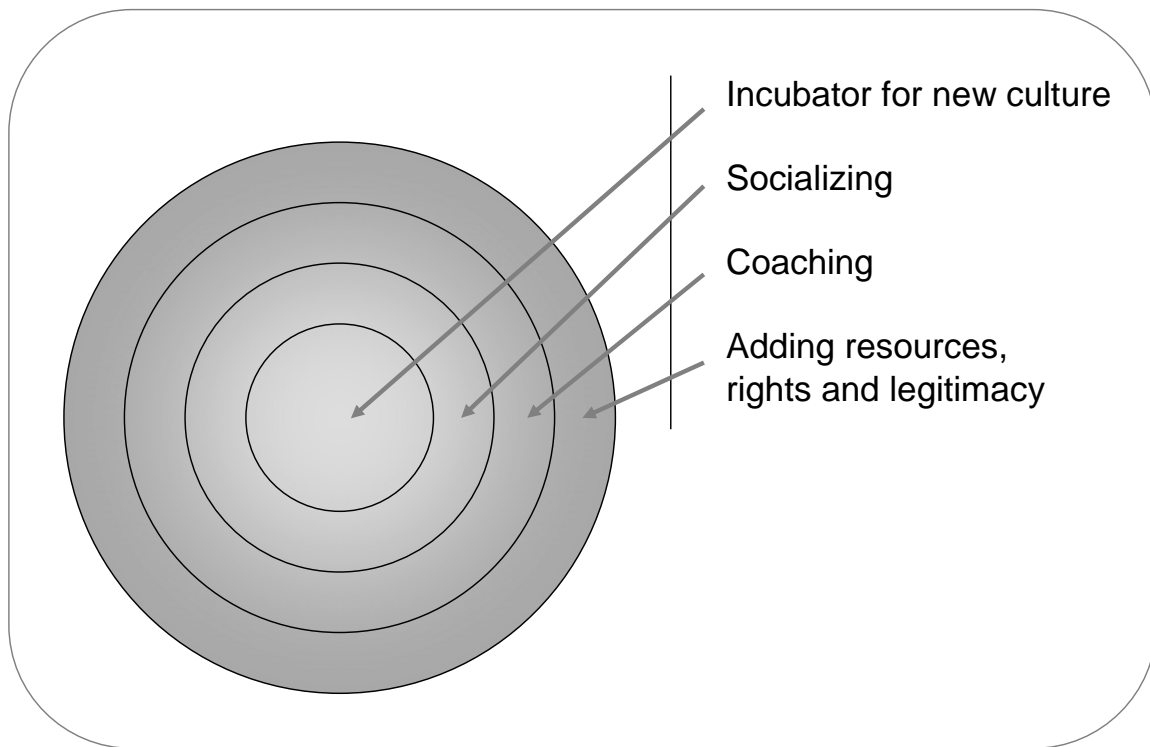 Incubator for new culture
Socializing
Coaching
Adding resources,
rights and legitimacy